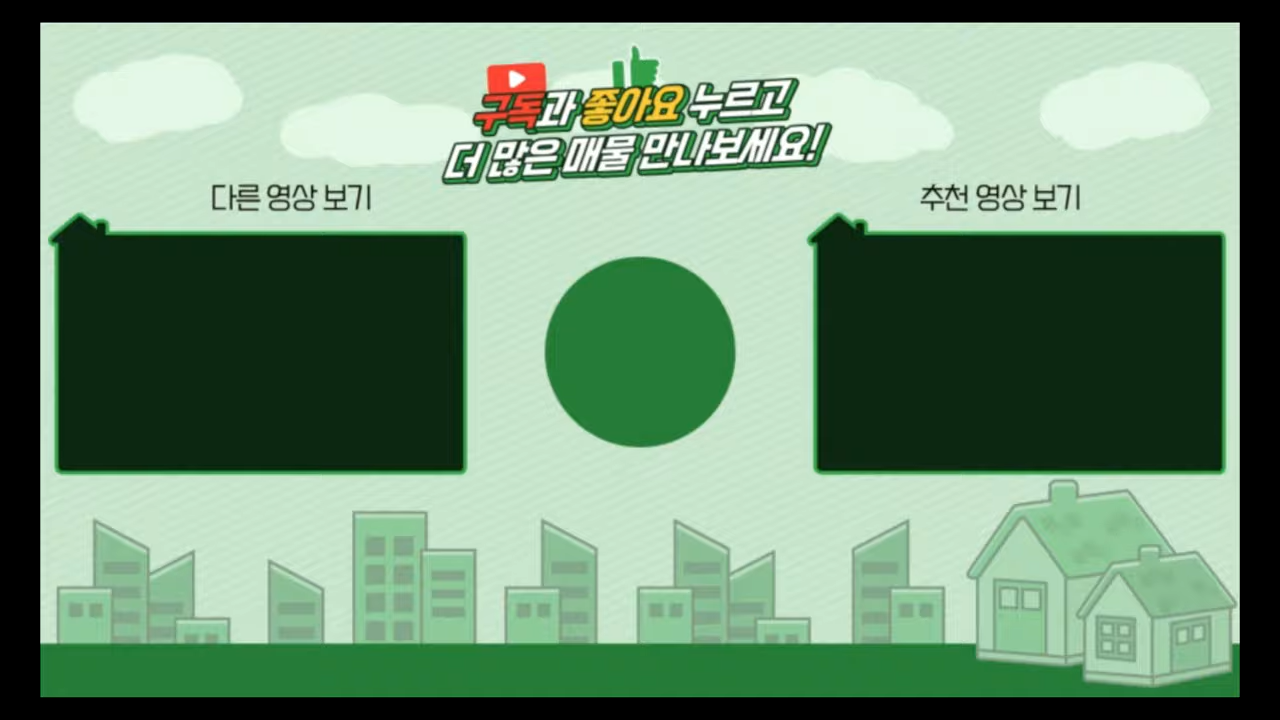 구독과 좋아요 누르고
더 많은 매물 만나보세요!
다른 영상 보기
추천 영상 보기